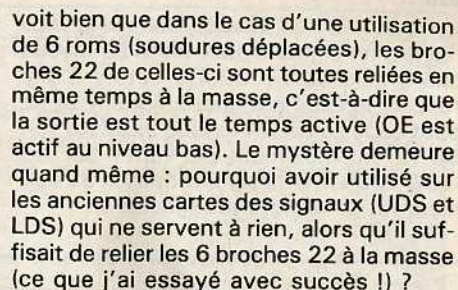 voit bien que dans le cas d'une utilisation
de 6 roms (soudures déplacées), les bro-
ches 22 de celles-ci sont toutes reliées en
même temps à la masse, c'est-à-dire que
la sortie est tout le temps active (OE est
actif au niveau bas). Le mystère demeure
quand même : pourquoi avoir utilisé sur
les anciennes cartes des signaux (UDS et
LDS) qui ne servent à rien, alors qu'il suf-
fisait de relier les 6 broches 22 à la masse
(ce que j'ai essayé avec succès !) ?